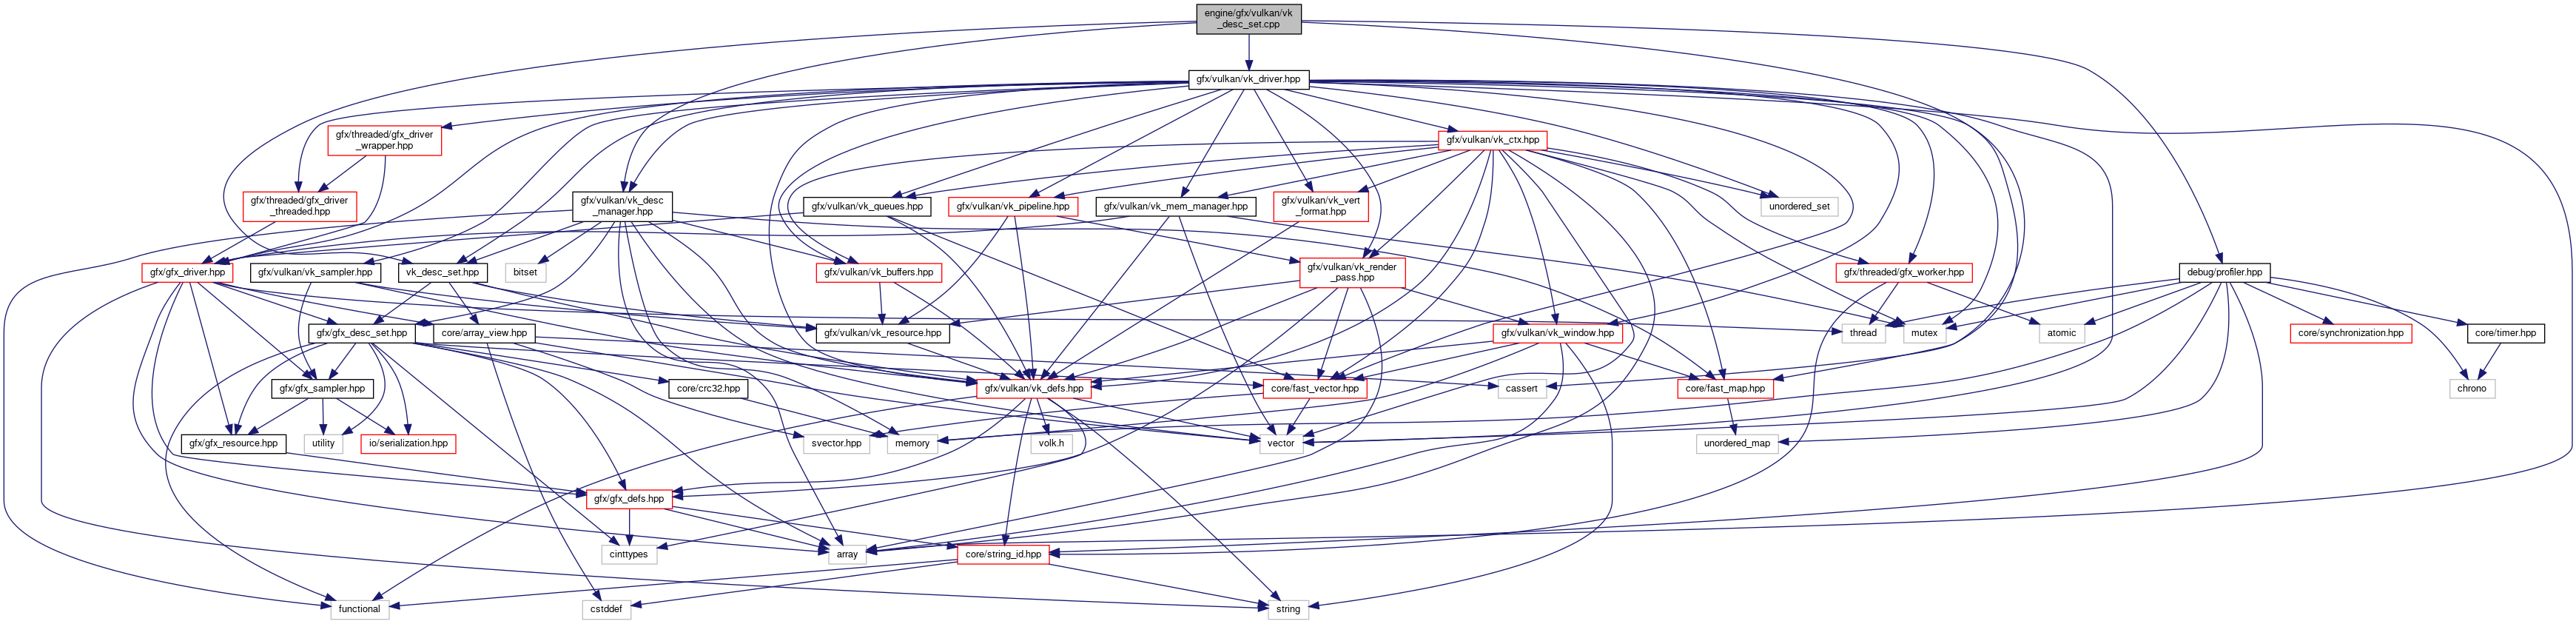 engine/gfx/vulkan/vk
_desc_set.cpp
gfx/vulkan/vk_driver.hpp
gfx/threaded/gfx_driver
_wrapper.hpp
gfx/vulkan/vk_ctx.hpp
gfx/threaded/gfx_driver
_threaded.hpp
gfx/vulkan/vk_desc
_manager.hpp
gfx/vulkan/vk_queues.hpp
gfx/vulkan/vk_pipeline.hpp
gfx/vulkan/vk_mem_manager.hpp
gfx/vulkan/vk_vert
_format.hpp
unordered_set
gfx/gfx_driver.hpp
gfx/vulkan/vk_sampler.hpp
vk_desc_set.hpp
bitset
gfx/vulkan/vk_buffers.hpp
gfx/vulkan/vk_render
_pass.hpp
gfx/threaded/gfx_worker.hpp
debug/profiler.hpp
gfx/gfx_desc_set.hpp
core/array_view.hpp
gfx/vulkan/vk_resource.hpp
gfx/vulkan/vk_window.hpp
thread
mutex
atomic
core/synchronization.hpp
core/timer.hpp
gfx/gfx_sampler.hpp
core/crc32.hpp
gfx/vulkan/vk_defs.hpp
core/fast_vector.hpp
cassert
core/fast_map.hpp
chrono
gfx/gfx_resource.hpp
utility
io/serialization.hpp
svector.hpp
memory
volk.h
vector
unordered_map
gfx/gfx_defs.hpp
cinttypes
array
core/string_id.hpp
functional
cstddef
string